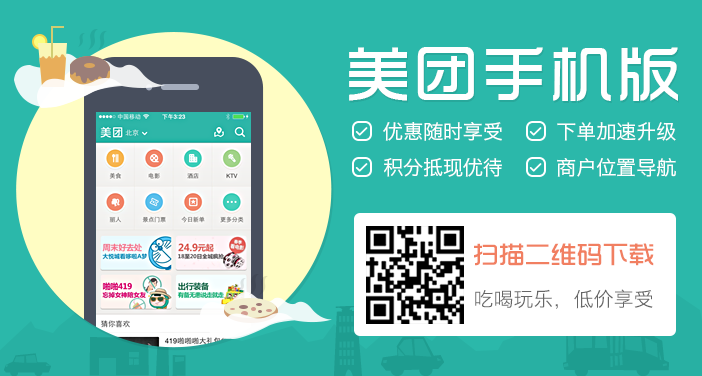 美团手机版
优惠随时享受
下单加速升级
积分抵现优待
商户位置导航
扫描二维码下载
吃喝玩乐，低价享受
中国移动
下午3:23
美团 北京
美食
电影
酒店
KTV
丽人
景点门票
今日新单
更多分类
周末好去处
大悦城看哆啦A梦
24.9元起
18至20日全城疯抢
啪啪419
忘掉女神陪女友
出行装备
有备无患说走就走
猜你喜欢
419啪啪啪大礼包